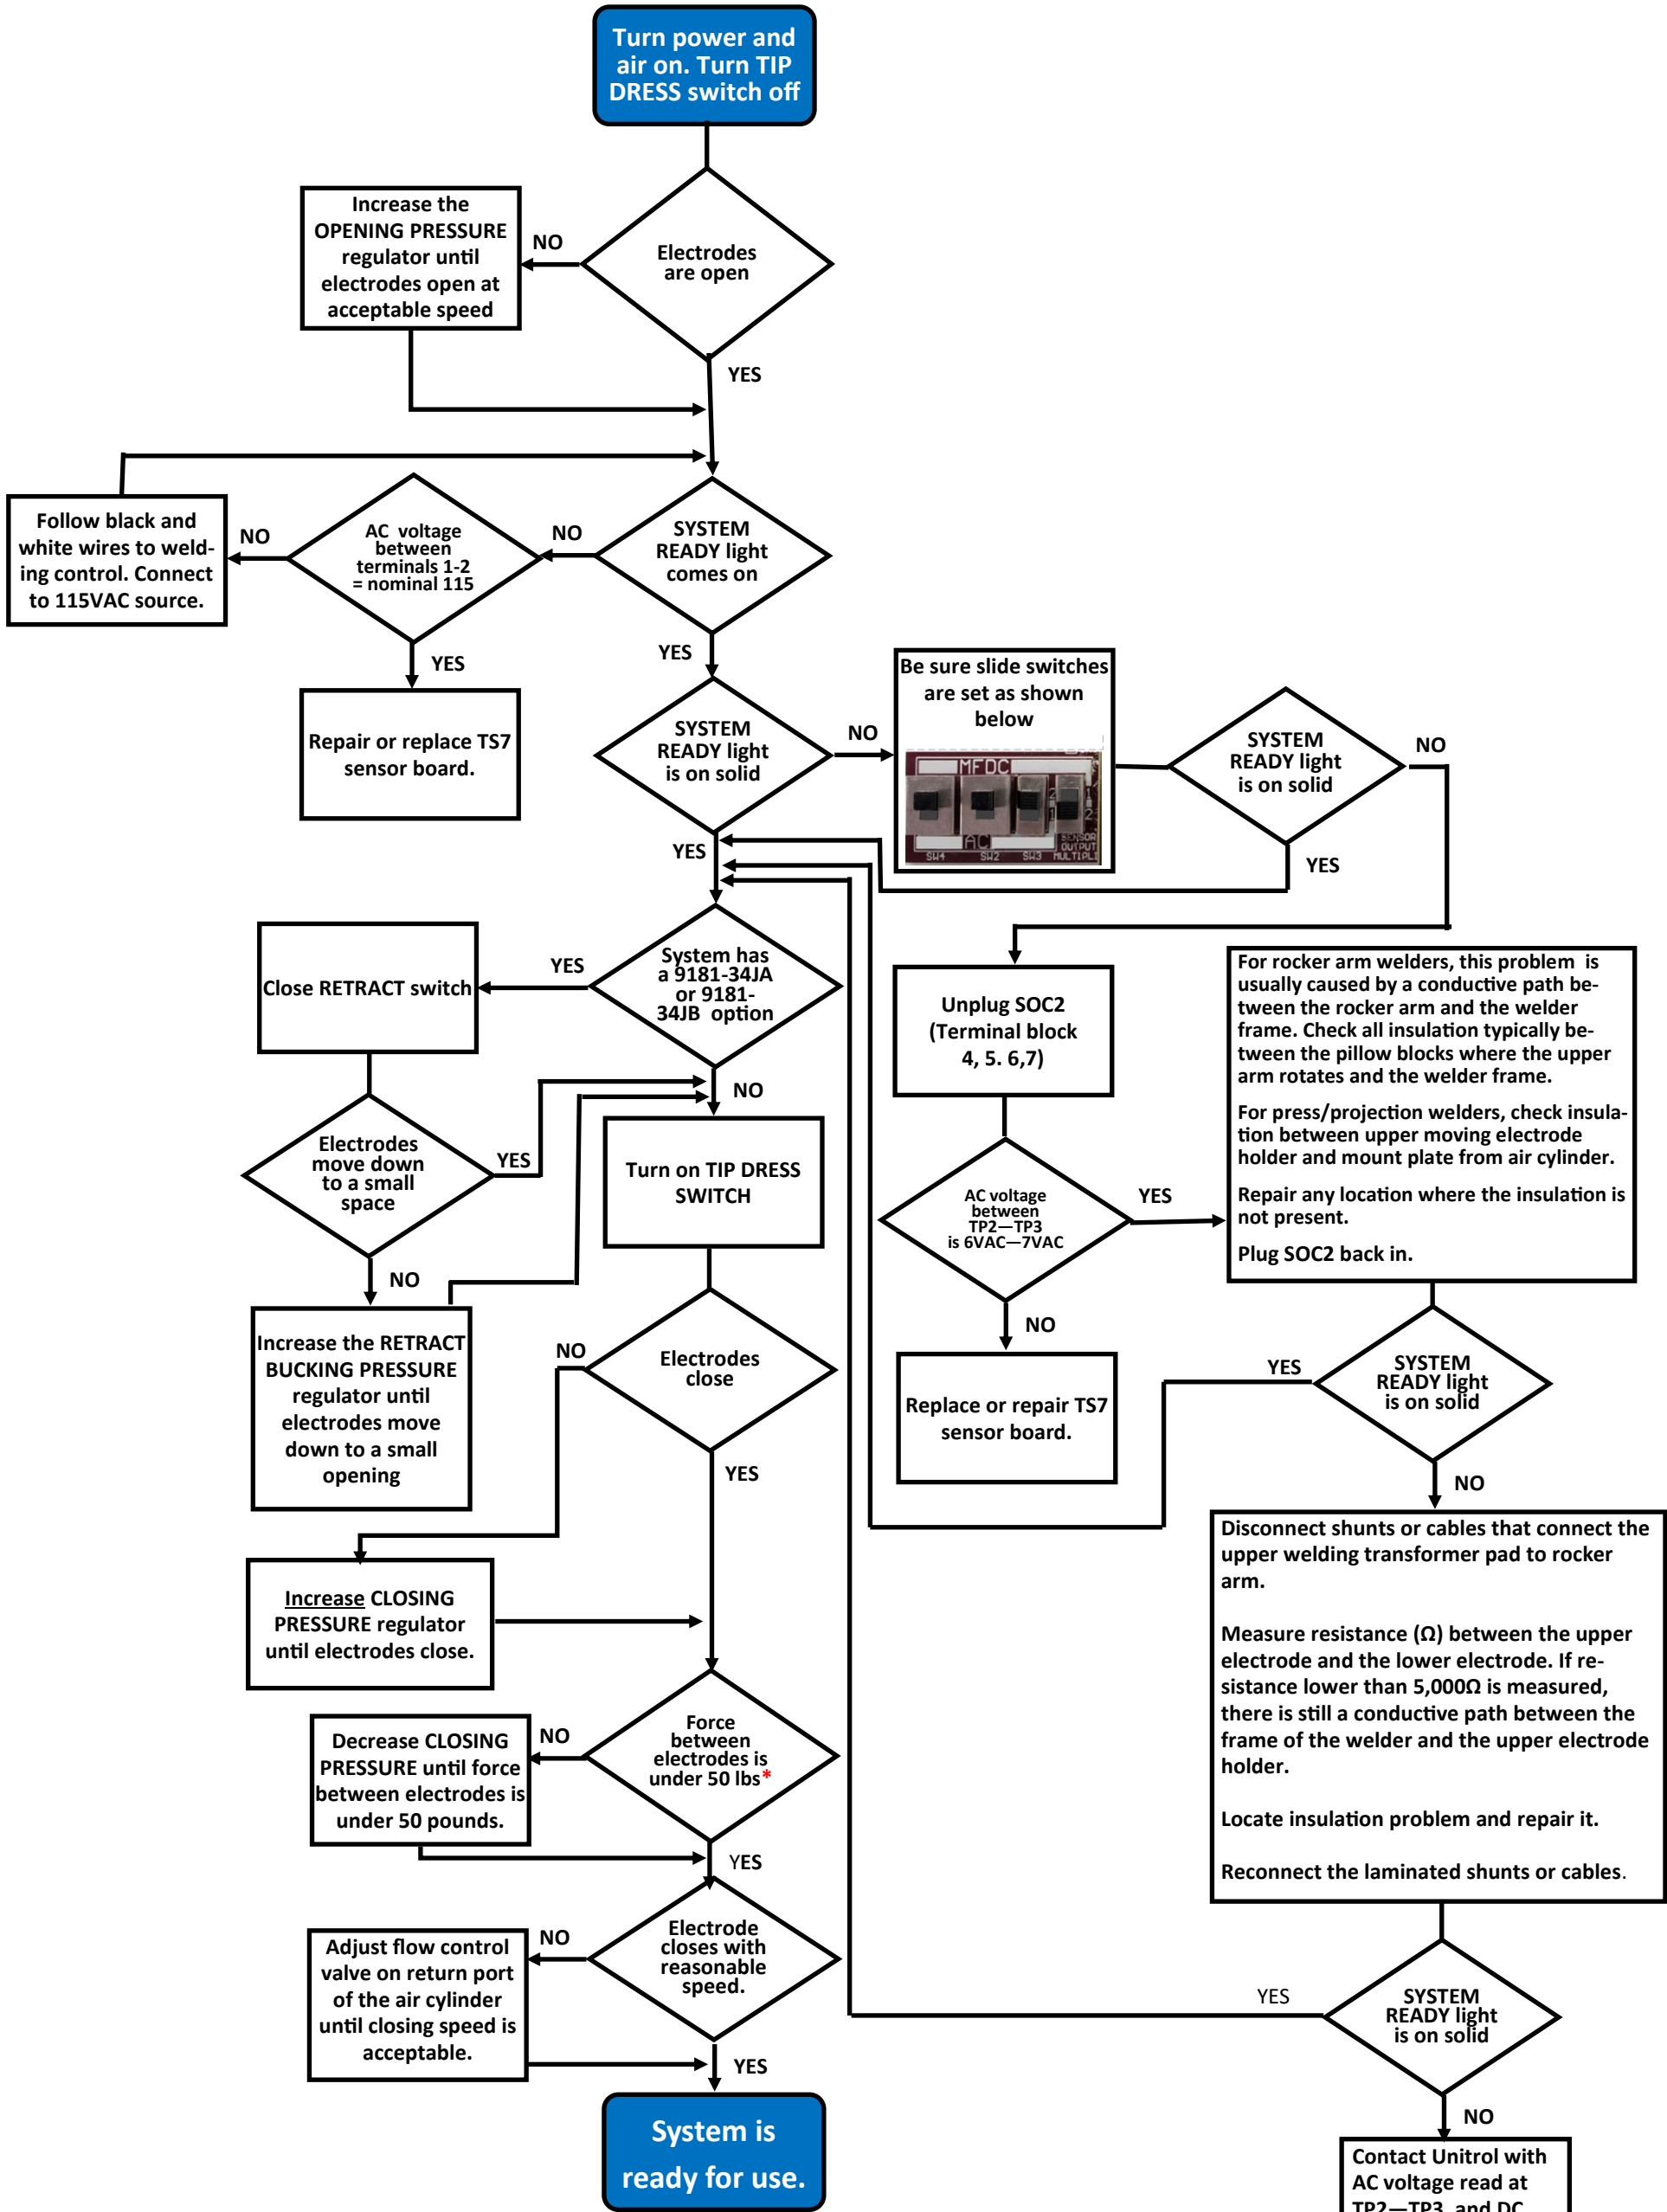 Turn power and
air on. Turn TIP
DRESS switch off
Increase the
OPENING PRESSURE
regulator until
electrodes open at
acceptable speed
NO
Electrodes
are open
YES
Follow black and
white wires to weld-
ing control. Connect
to 115VAC source.
NO
AC voltage
between
terminals 1-2
= nominal 115
NO
SYSTEM
READY light
comes on
YES
Repair or replace TS7
sensor board.
YES
SYSTEM
READY light
is on solid
NO
Be sure slide switches
are set as shown
below
MFDC
2 1
1 2
AC
SENSOR
OUTPUT
MULTIPLI
SW4 SW2 SW3
SYSTEM
READY light
is on solid
NO
YES
YES
System has
a 9181-34JA
or 9181-
34JB option
YES
Close RETRACT switch
NO
Electrodes
move down
to a small
space
YES
NO
Increase the RETRACT
BUCKING PRESSURE
regulator until
electrodes move
down to a small
opening
Turn on TIP DRESS
SWITCH
Unplug SOC2
(Terminal block
4, 5. 6,7)
AC voltage
between
TP2—TP3
is 6VAC—7VAC
YES
NO
Replace or repair TS7
sensor board.
For rocker arm welders, this problem is
usually caused by a conductive path be-
tween the rocker arm and the welder
frame. Check all insulation typically be-
tween the pillow blocks where the upper
arm rotates and the welder frame.
For press/projection welders, check insula-
tion between upper moving electrode
holder and mount plate from air cylinder.
Repair any location where the insulation is
not present.
Plug SOC2 back in.
SYSTEM
READY light
is on solid
YES
NO
Electrodes
close
NO
YES
Increase CLOSING
PRESSURE regulator
until electrodes close.
Force
between
electrodes is
under 50 lbs*
NO
Decrease CLOSING
PRESSURE until force
between electrodes is
under 50 pounds.
YES
Electrode
closes with
reasonable
speed.
NO
Adjust flow control
valve on return port
of the air cylinder
until closing speed is
acceptable.
YES
System is
ready for use.
Disconnect shunts or cables that connect the
upper welding transformer pad to rocker
arm.
Measure resistance (Ω) between the upper
electrode and the lower electrode. If re-
sistance lower than 5,000Ω is measured,
there is still a conductive path between the
frame of the welder and the upper electrode
holder.
Locate insulation problem and repair it.
Reconnect the laminated shunts or cables.
SYSTEM
READY light
is on solid
YES
NO
Contact Unitrol with
AC voltage read at
TP2—TP3, and DC